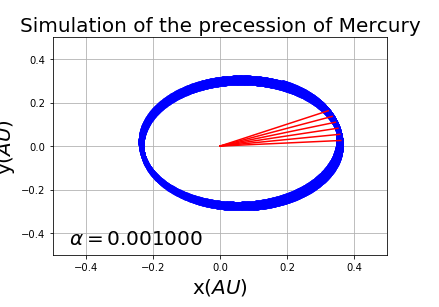 Simulation of the precession of Mercury
0.4
0.2
0.0
−0.2
−0.4
y(AU)
α = 0.001000
−0.4 −0.2 0.0 0.2 0.4
x(AU)